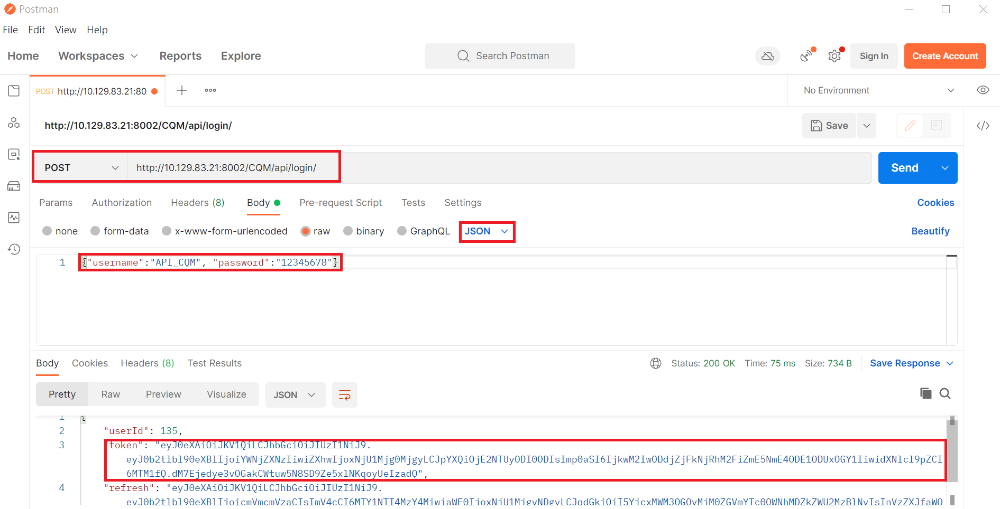 Postman
File Edit View Help
Home Workspaces Reports Explore Search Postman Sign In Create Account
POST http://10.129.83.21:80 No Environment
http://10.129.83.21:8002/CQM/api/login/ Save
POST http://10.129.83.21:8002/CQM/api/login/ Send
Params Authorization Headers (8) Body Pre-request Script Tests Settings Cookies
none form-data x-www-form-urlencoded raw binary GraphQL JSON Beautify
1 {"username":"API_CQM", "password":"12345678"}
Body Cookies Headers (8) Test Results Status: 200 OK Time: 75 ms Size: 734 B Save Response
Pretty Raw Preview Visualize JSON
1 {
2 "userId": 135,
3 "token": "eyJ0eXAiOiJKV1QiLCJhbGciOiJIUzI1NiJ9.
eyJ0b2tlbl90eXBlIjoiYWNjZXNzIiwiZXhwIjoxNjU1Mjg0MjgyLCJpYXQiOjE2NTUyODI0ODIsImp0aSI6IjkwM2IwODdjZjFkNjRhM2FiZmE5NmE4ODE1ODUxOGY1IiwidXNlcl9pZCI
6MTM1fQ.dM7Ejedye3vOGakCWtuw5N8SD9Ze5xlNKqoyUeIzadQ",
4 "refresh": "eyJ0eXAiOiJKV1QiLCJhbGciOiJIUzI1NiJ9.